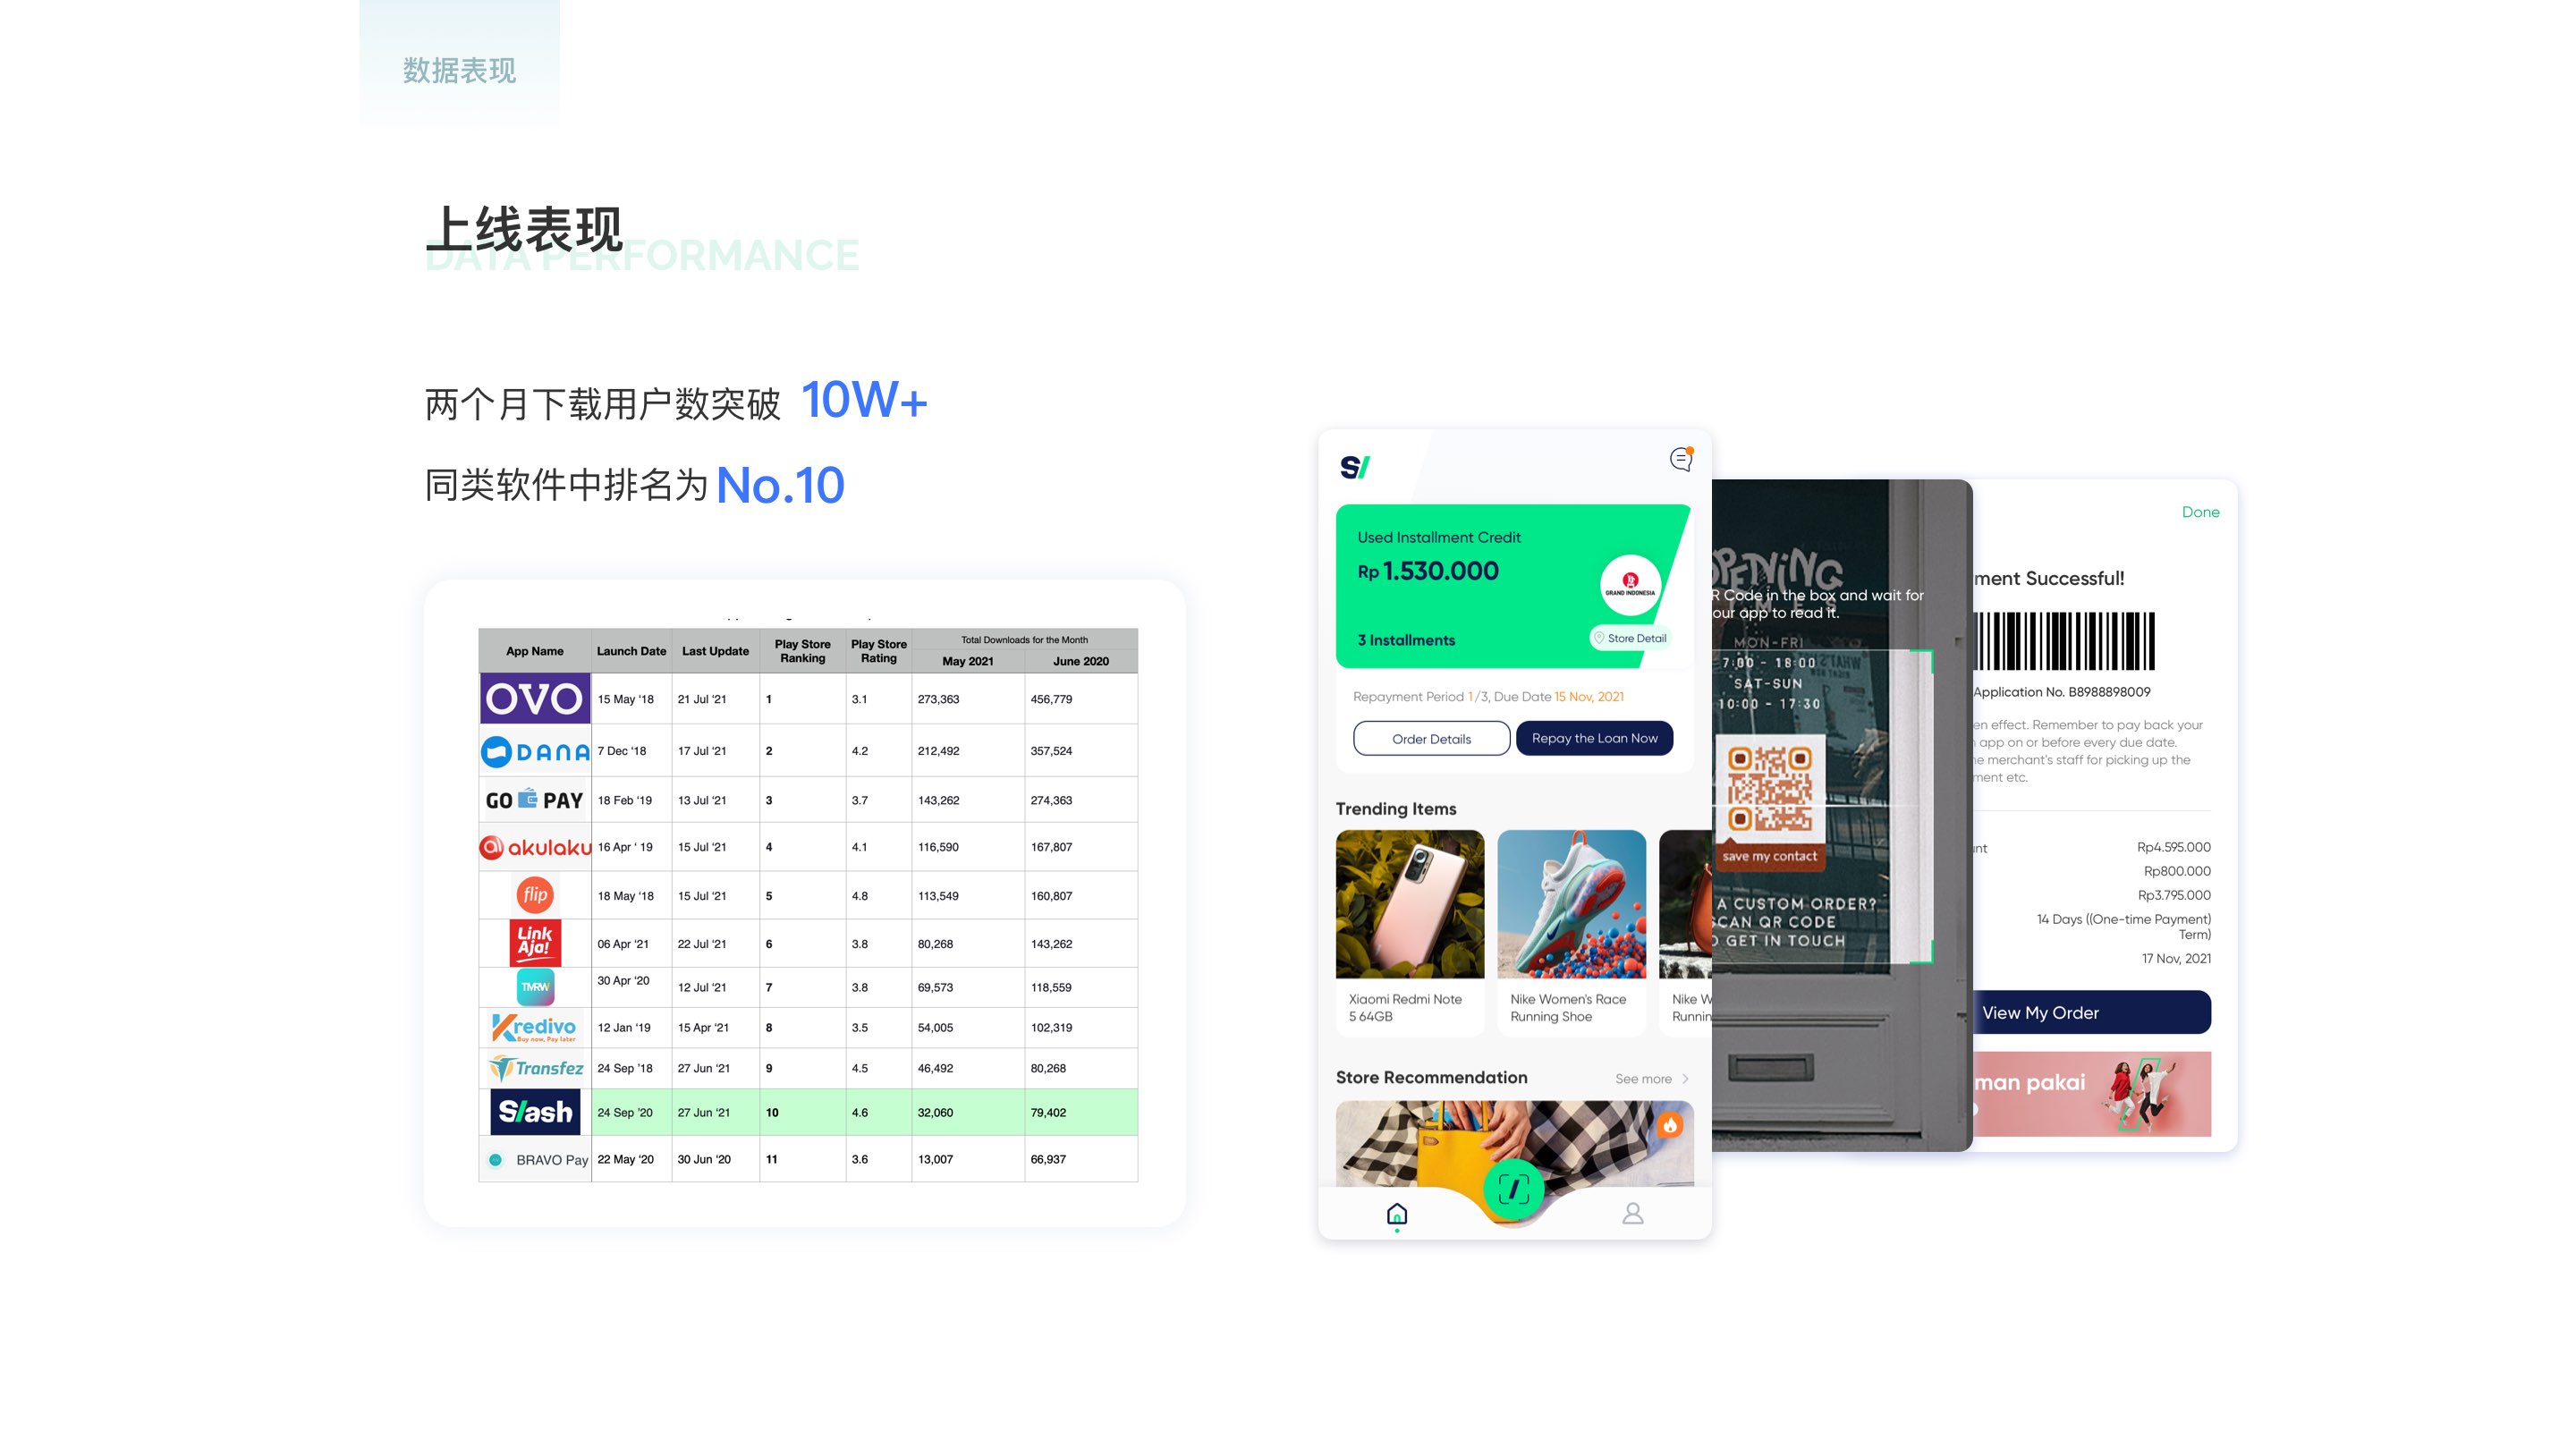 数据表现
上线表现
DATA PERFORMANCE
两个月下载用户数突破 10W+
同类软件中排名为 No.10
App Name Launch Date Last Update Play Store Ranking Play Store Rating Total Downloads for the Month
May 2021 June 2020
OVO 15 May '18 21 Jul '21 1 3.1 273,363 456,779
DANA 7 Dec '18 17 Jul '21 2 4.2 212,492 357,524
GO PAY 18 Feb '19 13 Jul '21 3 3.7 143,262 274,363
akulaku 16 Apr ' 19 15 Jul '21 4 4.1 116,590 167,807
flip 18 May '18 15 Jul '21 5 4.8 113,549 160,807
Link Aja! 06 Apr '21 22 Jul '21 6 3.8 80,268 143,262
TMRW 30 Apr '20 12 Jul '21 7 3.8 69,573 118,559
Kredivo Buy now, Pay later 12 Jan '19 15 Apr '21 8 3.5 54,005 102,319
Transfez 24 Sep '18 27 Jun '21 9 4.5 46,492 80,268
S/ash 24 Sep '20 27 Jun '21 10 4.6 32,060 79,402
BRAVO Pay 22 May '20 30 Jun '20 11 3.6 13,007 66,937
S/
Used Installment Credit
Rp 1.530.000
GRAND INDONESIA
3 Installments
Store Detail
Repayment Period 1/3, Due Date 15 Nov, 2021
Order Details
Repay the Loan Now
Trending Items
Xiaomi Redmi Note
5 64GB
Nike Women's Race
Running Shoe
Nike W
Runnin
Store Recommendation
See more
PENING
R Code in the box and wait for
our app to read it.
MON-FRI
7:00 - 18:00
SAT-SUN
10:00 - 17:30
save my contact
A CUSTOM ORDER?
SCAN QR CODE
O GET IN TOUCH
Done
ment Successful!
Application No. B8988898009
en effect. Remember to pay back your
app on or before every due date.
he merchant's staff for picking up the
ment etc.
unt Rp4.595.000
Rp800.000
Rp3.795.000
14 Days ((One-time Payment)
Term)
17 Nov, 2021
View My Order
man pakai